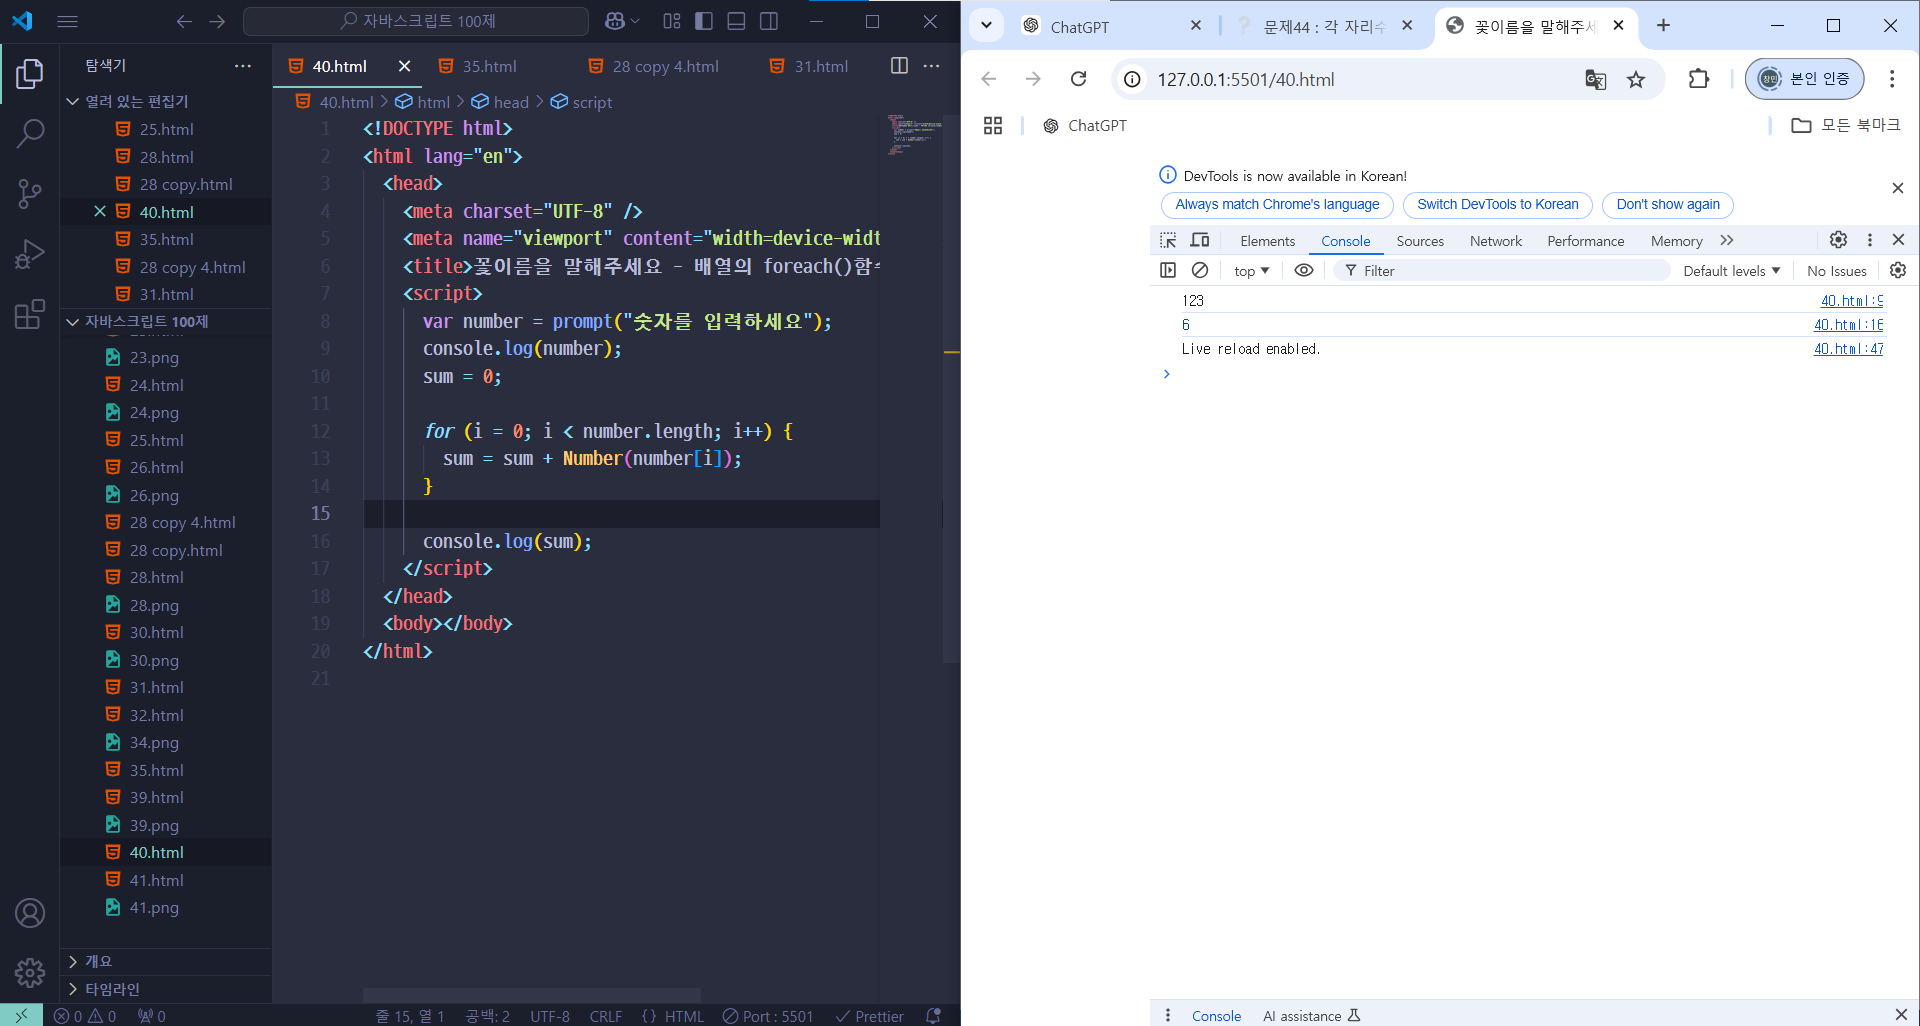 자바스크립트 100제
탐색기
열려 있는 편집기
25.html
28.html
28 copy.html
40.html
35.html
28 copy 4.html
31.html
자바스크립트 100제
23.png
24.html
24.png
25.html
26.html
26.png
28 copy 4.html
28 copy.html
28.html
28.png
30.html
30.png
31.html
32.html
34.png
35.html
39.html
39.png
40.html
41.html
41.png
개요
타임라인
40.html 35.html 28 copy 4.html 31.html
40.html > html > head > script
1 <!DOCTYPE html>
2 <html lang="en">
3 <head>
4 <meta charset="UTF-8" />
5 <meta name="viewport" content="width=device-widt
6 <title>꽃이름을 말해주세요 - 배열의 foreach()함
7 <script>
8 var number = prompt("숫자를 입력하세요");
9 console.log(number);
10 sum = 0;
11
12 for (i = 0; i < number.length; i++) {
13 sum = sum + Number(number[i]);
14 }
15
16 console.log(sum);
17 </script>
18 </head>
19 <body></body>
20 </html>
21
0 0 0 줄 15, 열 1 공백: 2 UTF-8 CRLF {} HTML Port : 5501 Prettier
ChatGPT 문제44 : 각 자리수 꽃이름을 말해주세
127.0.0.1:5501/40.html 창민 본인 인증
ChatGPT 모든 북마크
DevTools is now available in Korean!
Always match Chrome's language Switch DevTools to Korean Don't show again
Elements Console Sources Network Performance Memory
top Filter Default levels No Issues
123 40.html:9
6 40.html:16
Live reload enabled. 40.html:47
Console AI assistance